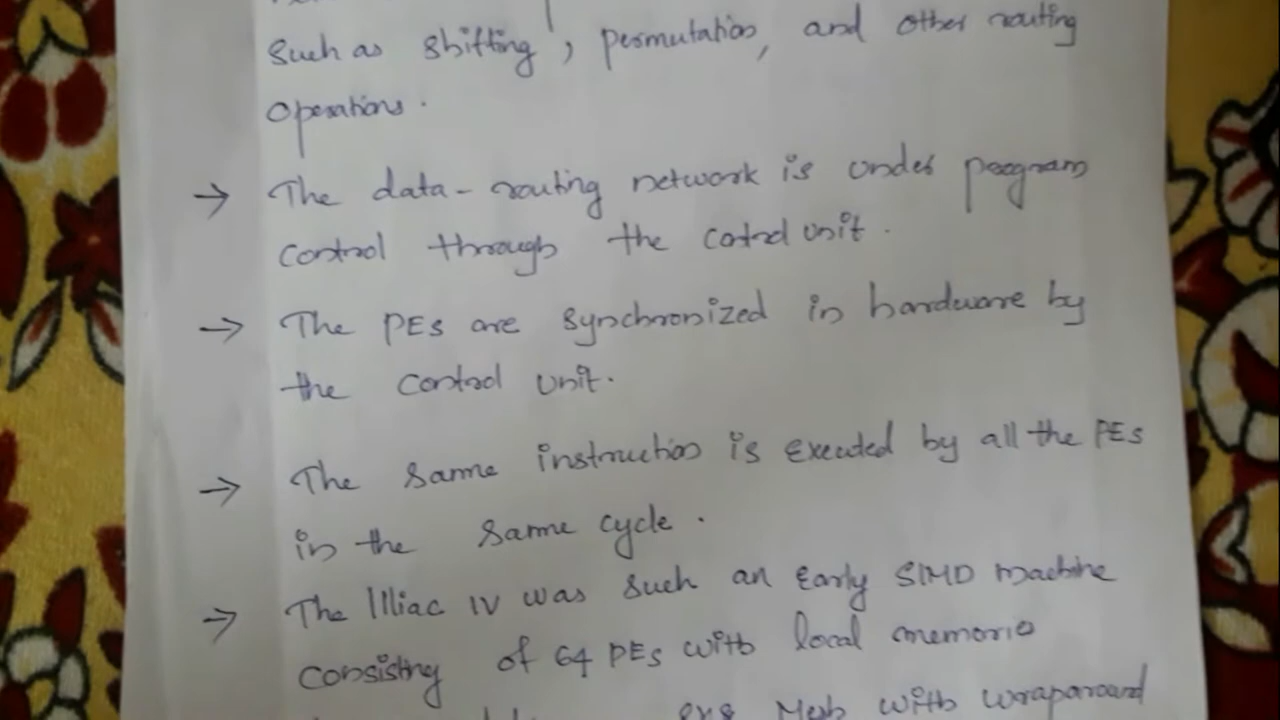 such as shifting, permutation, and other routing
operations.
→ The data-routing network is under program
control through the control unit.
→ The PEs are synchronized in hardware by
the control unit.
→ The same instruction is executed by all the PEs
in the same cycle.
→ The Illiac IV was such an early SIMD machine
consisting of 64 PEs with local memorie
8x8 Mesh with wraparound